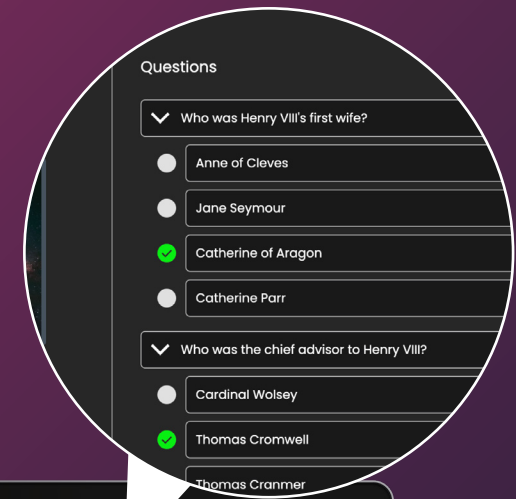 Questions
Who was Henry VIII's first wife?
Anne of Cleves
Jane Seymour
Catherine of Aragon
Catherine Parr
Who was the chief advisor to Henry VIII?
Cardinal Wolsey
Thomas Cromwell
Thomas Cranmer